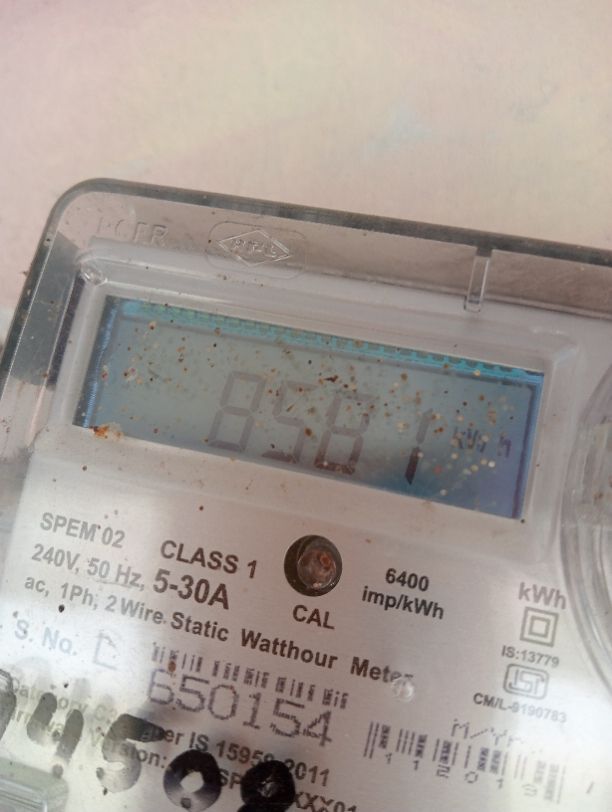 8581 kWh
SPEM 02
CLASS 1
240V, 50 Hz, 5-30A
ac, 1Ph, 2 Wire Static Watthour Meter
CAL
6400
imp/kWh
kWh
IS:13779
CM/L-9190783
S. No.
650154
IS 15959:2011